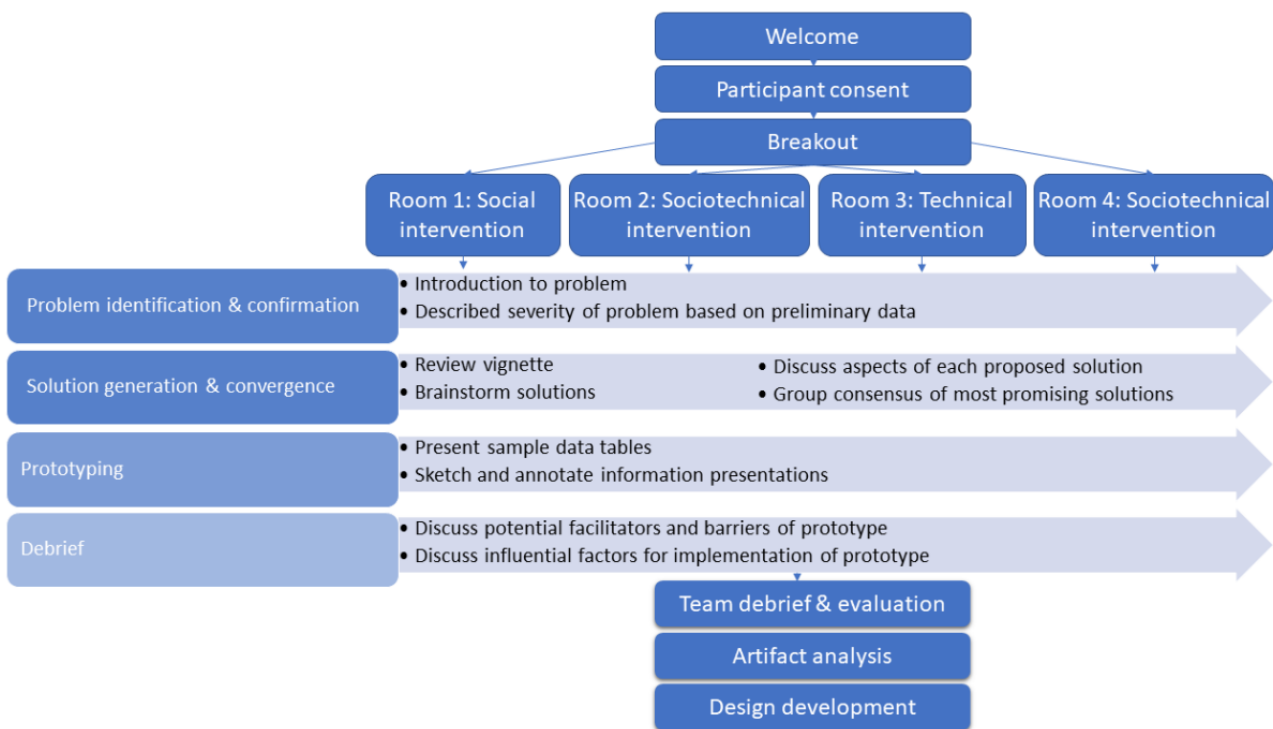 Welcome
Participant consent
Breakout
Room 1: Social
intervention
Room 2: Sociotechnical
intervention
Room 3: Technical
intervention
Room 4: Sociotechnical
intervention
Problem identification & confirmation
• Introduction to problem
• Described severity of problem based on preliminary data
Solution generation & convergence
• Review vignette
• Brainstorm solutions
• Discuss aspects of each proposed solution
• Group consensus of most promising solutions
Prototyping
• Present sample data tables
• Sketch and annotate information presentations
Debrief
• Discuss potential facilitators and barriers of prototype
• Discuss influential factors for implementation of prototype
Team debrief & evaluation
Artifact analysis
Design development